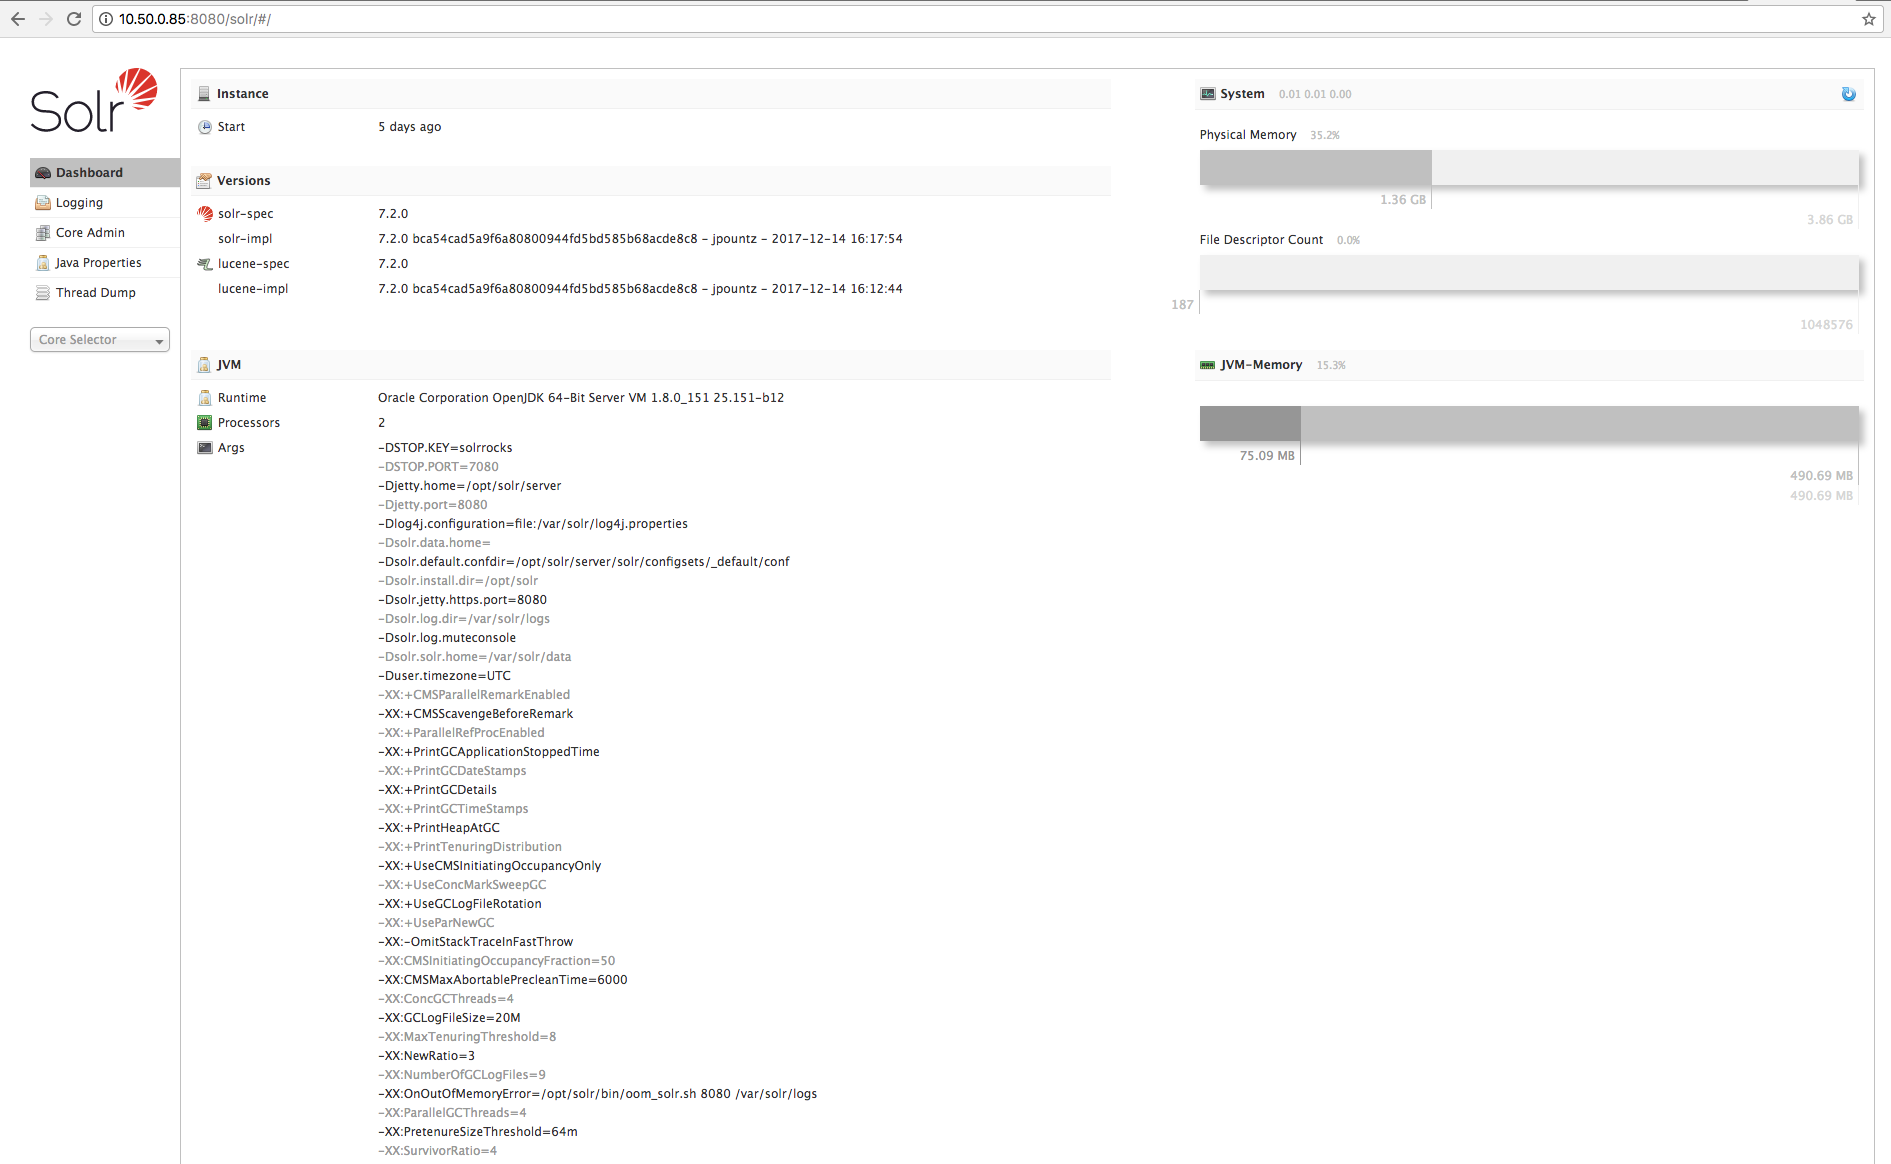 10.50.0.85:8080/solr/#/
Solr
Dashboard
Logging
Core Admin
Java Properties
Thread Dump
Core Selector
Instance
Start 5 days ago
Versions
solr-spec 7.2.0
solr-impl 7.2.0 bca54cad5a9f6a80800944fd5bd585b68acde8c8 - jpountz - 2017-12-14 16:17:54
lucene-spec 7.2.0
lucene-impl 7.2.0 bca54cad5a9f6a80800944fd5bd585b68acde8c8 - jpountz - 2017-12-14 16:12:44
JVM
Runtime Oracle Corporation OpenJDK 64-Bit Server VM 1.8.0_151 25.151-b12
Processors 2
Args -DSTOP.KEY=solrrocks
-DSTOP.PORT=7080
-Djetty.home=/opt/solr/server
-Djetty.port=8080
-Dlog4j.configuration=file:/var/solr/log4j.properties
-Dsolr.data.home=
-Dsolr.default.confdir=/opt/solr/server/solr/configsets/_default/conf
-Dsolr.install.dir=/opt/solr
-Dsolr.jetty.https.port=8080
-Dsolr.log.dir=/var/solr/logs
-Dsolr.log.muteconsole
-Dsolr.solr.home=/var/solr/data
-Duser.timezone=UTC
-XX:+CMSParallelRemarkEnabled
-XX:+CMSScavengeBeforeRemark
-XX:+ParallelRefProcEnabled
-XX:+PrintGCApplicationStoppedTime
-XX:+PrintGCDateStamps
-XX:+PrintGCDetails
-XX:+PrintGCTimeStamps
-XX:+PrintHeapAtGC
-XX:+PrintTenuringDistribution
-XX:+UseCMSInitiatingOccupancyOnly
-XX:+UseConcMarkSweepGC
-XX:+UseGCLogFileRotation
-XX:+UseParNewGC
-XX:-OmitStackTraceInFastThrow
-XX:CMSInitiatingOccupancyFraction=50
-XX:CMSMaxAbortablePrecleanTime=6000
-XX:ConcGCThreads=4
-XX:GCLogFileSize=20M
-XX:MaxTenuringThreshold=8
-XX:NewRatio=3
-XX:NumberOfGCLogFiles=9
-XX:OnOutOfMemoryError=/opt/solr/bin/oom_solr.sh 8080 /var/solr/logs
-XX:ParallelGCThreads=4
-XX:PretenureSizeThreshold=64m
-XX:SurvivorRatio=4
System 0.01 0.01 0.00
Physical Memory 35.2%
1.36 GB
3.86 GB
File Descriptor Count 0.0%
187
1048576
JVM-Memory 15.3%
75.09 MB
490.69 MB
490.69 MB